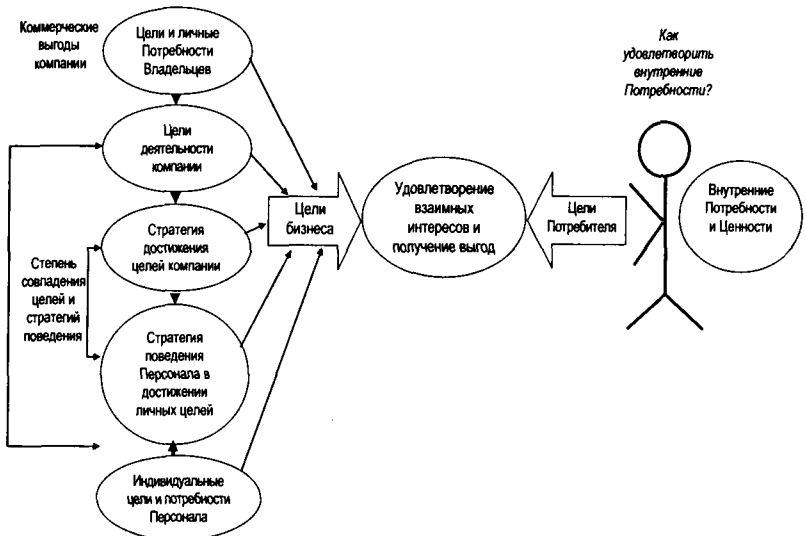 Коммерческие
выгоды
компании
Цели и личные
Потребности
Владельцев
Цели
деятельности
компании
Стратегия
достижения
целей компании
Степень
совпадения
целей и
стратегий
поведения
Стратегия
поведения
Персонала в
достижении
личных целей
Индивидуальные
цели и потребности
Персонала
Цели
бизнеса
Удовлетворение
взаимных
интересов и
получение выгод
Цели
Потребителя
Как
удовлетворить
внутренние
Потребности?
Внутренние
Потребности
и Ценности